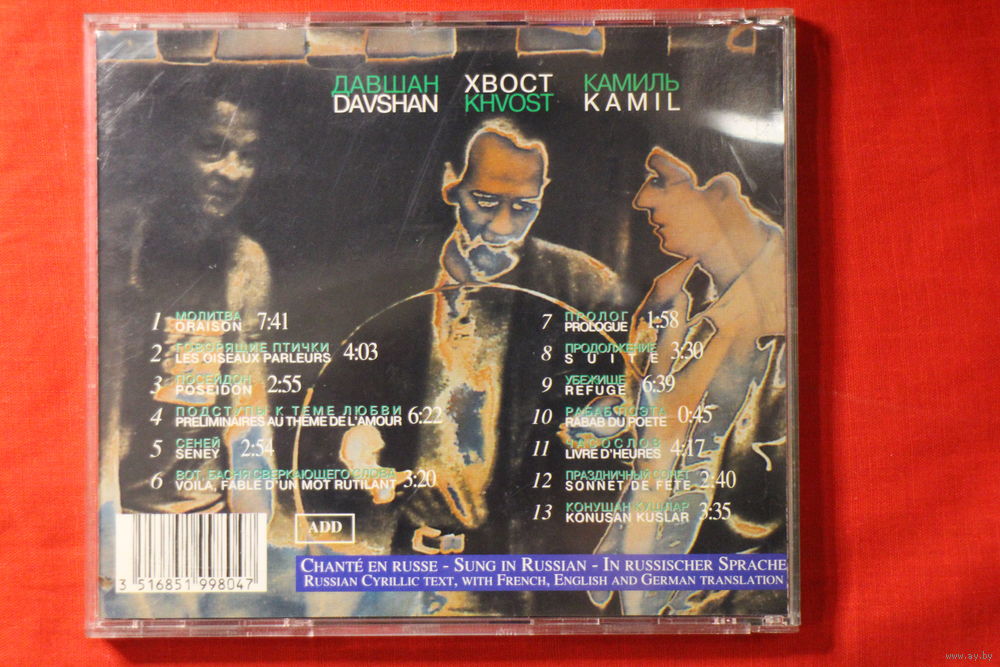 ДАВШАН ХВОСТ КАМИЛЬ
DAVSHAN KHVOST KAMIL
1 МОЛИТВА
ORAISON 7:41
2 ГОВОРЯЩИЕ ПТИЧКИ
LES OISEAUX PARLEURS 4:03
3 ПОСЕЙДОН
POSEIDON 2:55
4 ПОДСТУПЫ К ТЕМЕ ЛЮБВИ
PRELIMINAIRES AU THEME DE L'AMOUR 6:22
5 СЕНЕЙ
SENEY 2:54
6 ВОТ, БАСНЯ СВЕРКАЮЩЕГО СЛОВА
VOILA, FABLE D'UN MOT RUTILANT 3:20
7 ПРОЛОГ
PROLOGUE 1:58
8 ПРОДОЛЖЕНИЕ
SUITE 3:30
9 УБЕЖИЩЕ
REFUGE 6:39
10 РАБАБ ПОЭТА
RABAB DU POETE 0:45
11 ЧАСОСЛОВ
LIVRE D'HEURES 4:17
12 ПРАЗДНИЧНЫЙ СОНЕТ
SONNET DE FETE 2:40
13 КОНУШАН КУШЛАР
KONUSAN KUSLAR 3:35
ADD
3 516851 998047
CHANTÉ EN RUSSE - SUNG IN RUSSIAN - IN RUSSISCHER SPRACHE
RUSSIAN CYRILLIC TEXT, WITH FRENCH, ENGLISH AND GERMAN TRANSLATION
www.ay.by